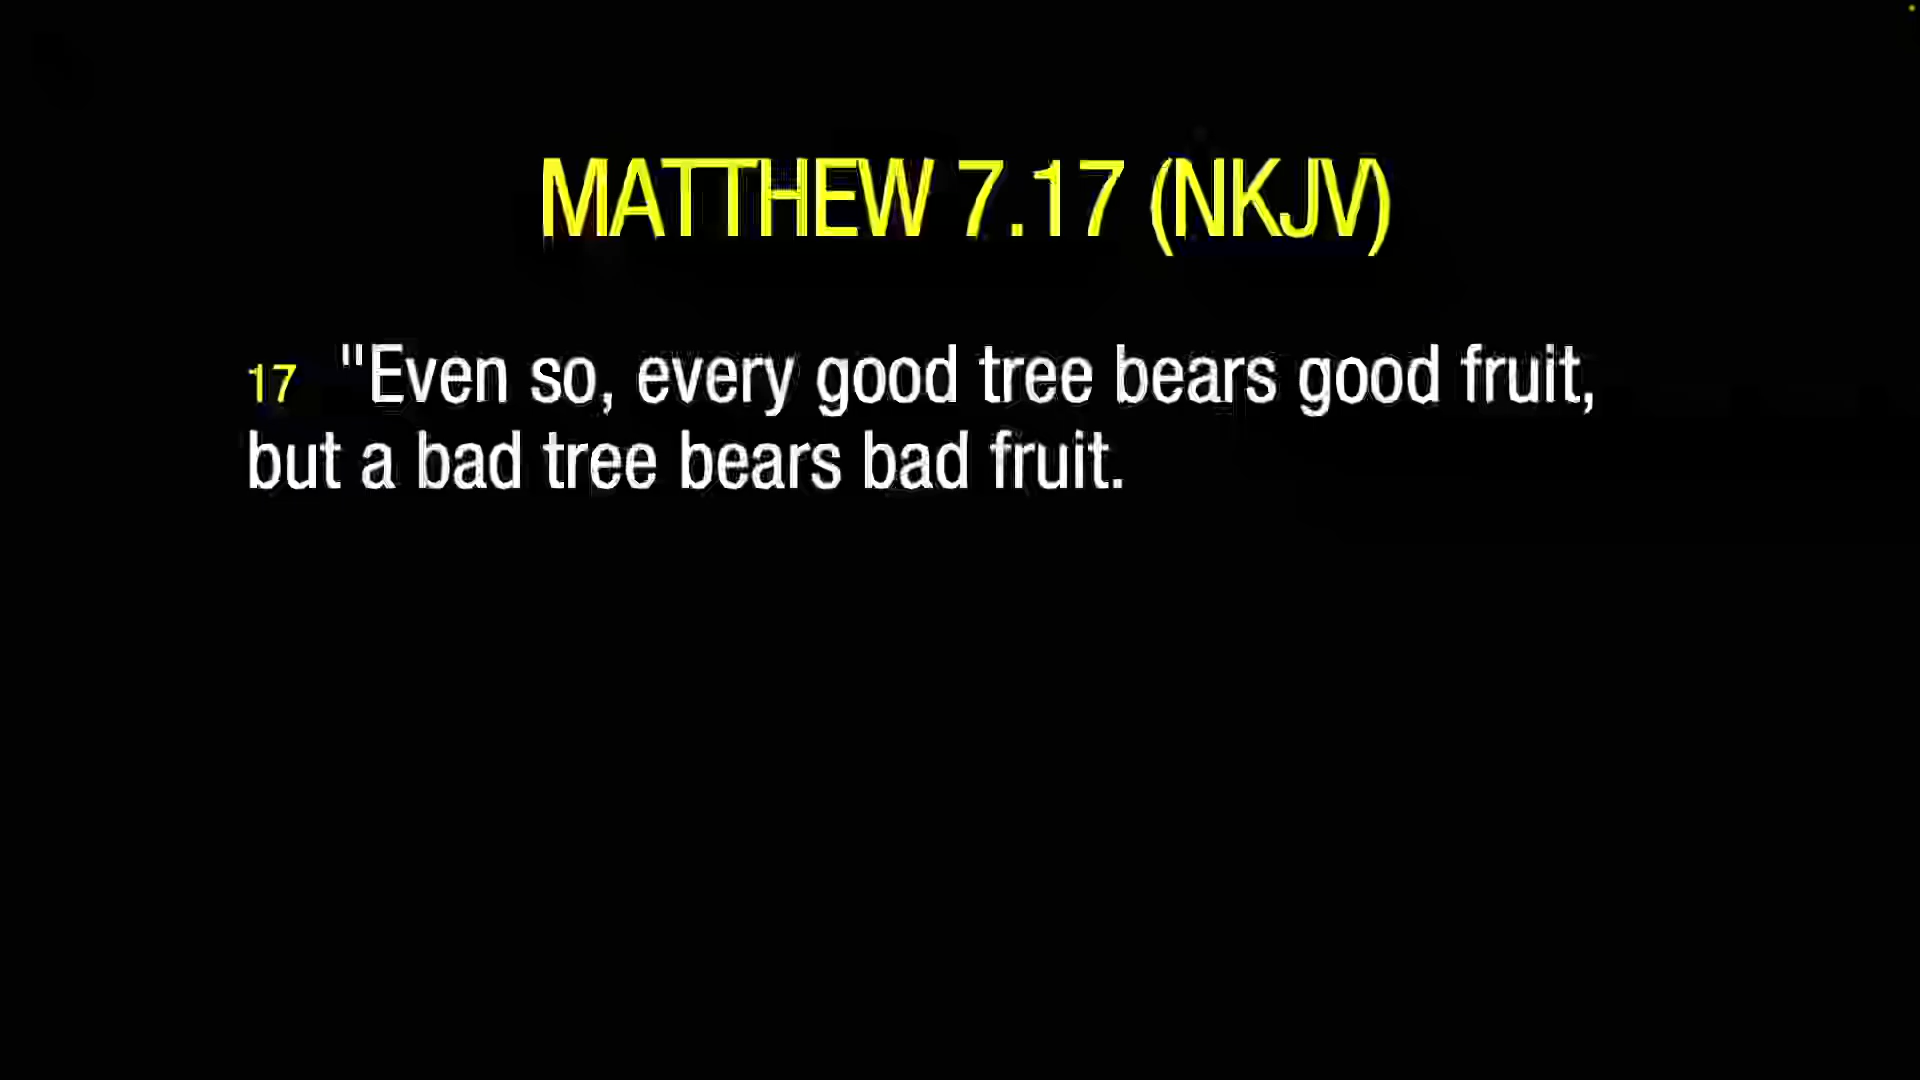 MATTHEW 7.17 (NKJV)
17 "Even so, every good tree bears good fruit,
but a bad tree bears bad fruit.